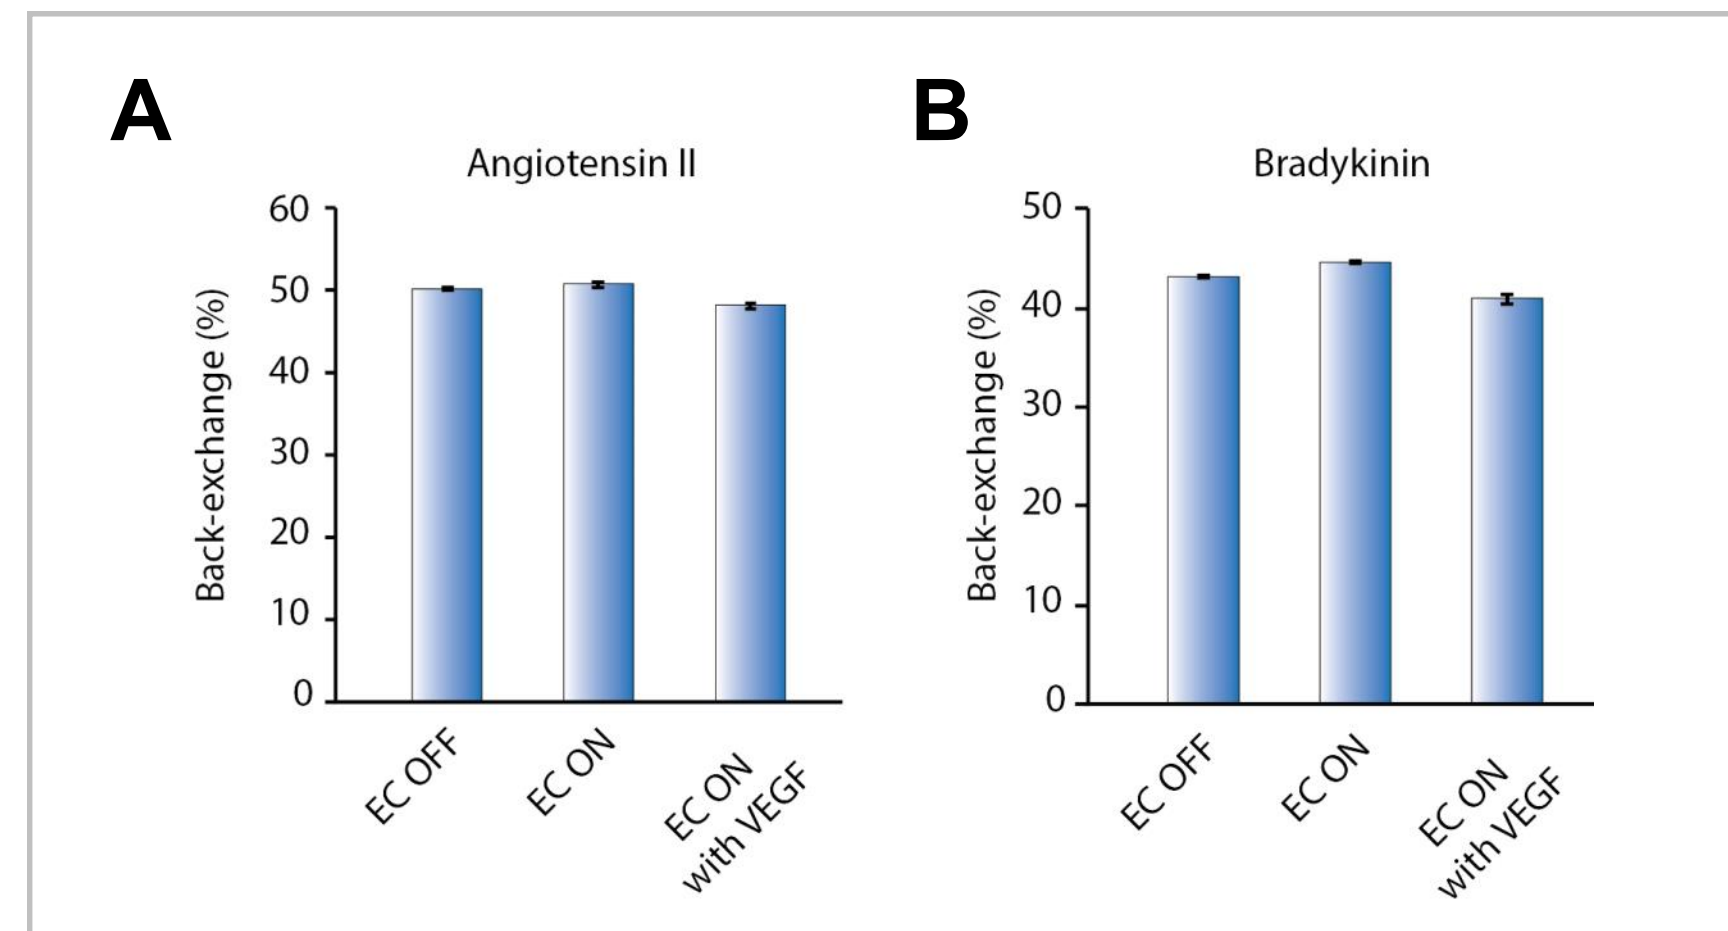 A
Angiotensin II
Back-exchange (%)
60
50
40
30
20
10
0
EC OFF
EC ON
EC ON
with VEGF
B
Bradykinin
Back-exchange (%)
50
40
30
20
10
0
EC OFF
EC ON
EC ON
with VEGF